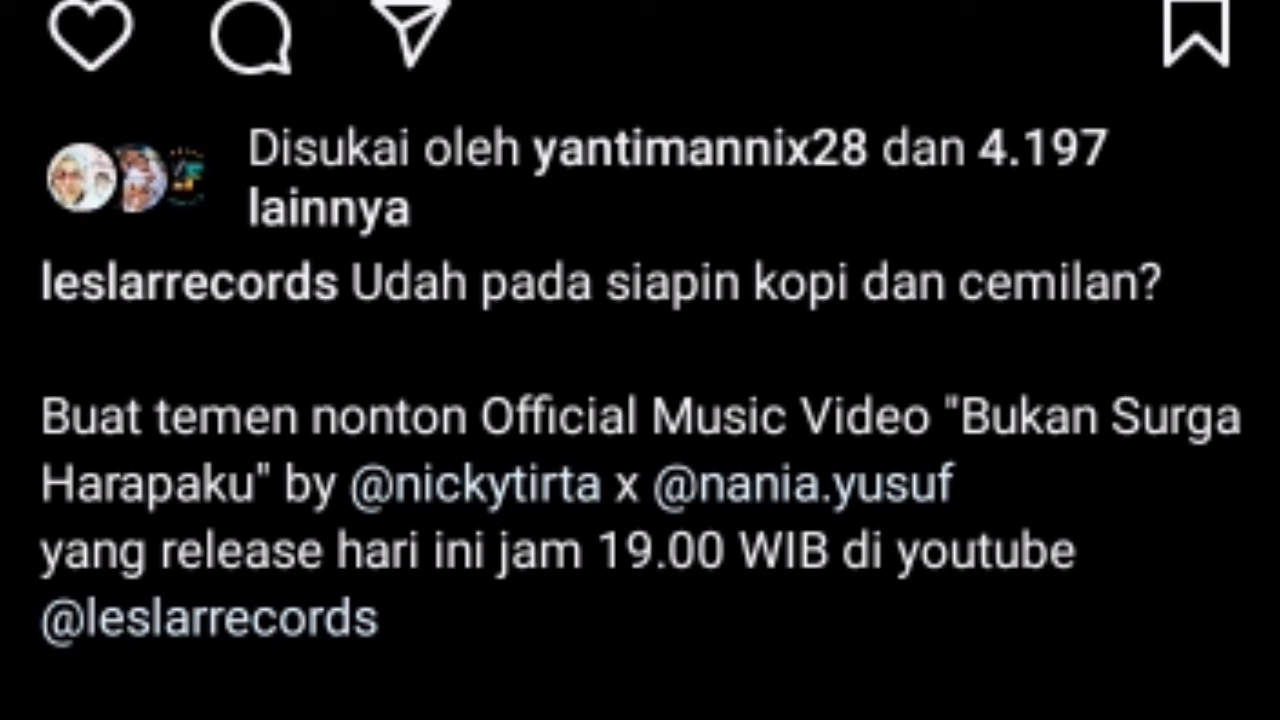 Disukai oleh yantimannix28 dan 4.197
lainnya
leslarrecords Udah pada siapin kopi dan cemilan?
Buat temen nonton Official Music Video "Bukan Surga
Harapaku" by @nickytirta x @nania.yusuf
yang release hari ini jam 19.00 WIB di youtube
@leslarrecords